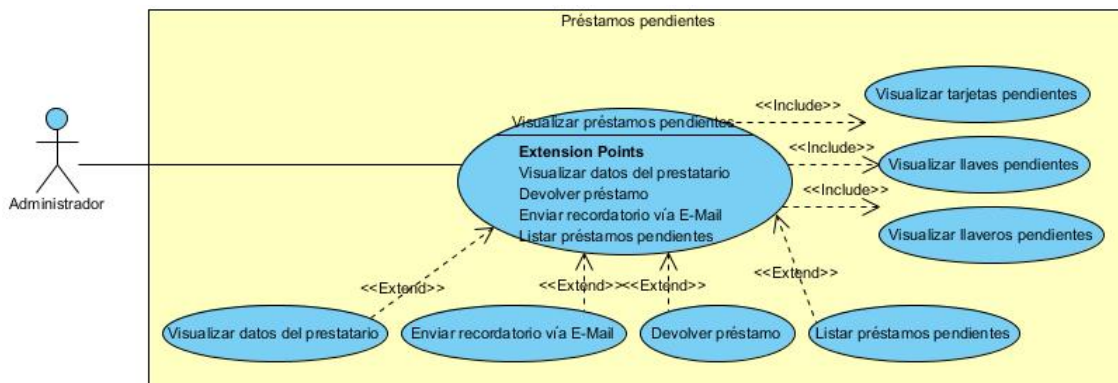 Préstamos pendientes
Visualizar tarjetas pendientes
<<Include>>
Visualizar préstamos pendientes
Extension Points
Visualizar datos del prestatario
Devolver préstamo
Enviar recordatorio vía E-Mail
Listar préstamos pendientes
<<Include>>
Visualizar llaves pendientes
<<Include>>
Visualizar llaveros pendientes
Administrador
<<Extend>>
<<Extend>>
<<Extend>>
<<Extend>>
Visualizar datos del prestatario
Enviar recordatorio vía E-Mail
Devolver préstamo
Listar préstamos pendientes